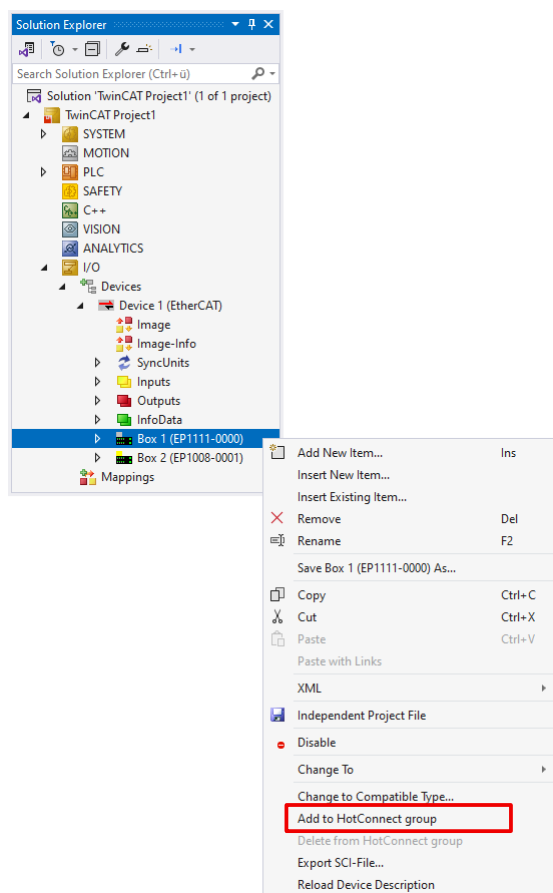 Solution Explorer
Search Solution Explorer (Ctrl+ü)
Solution 'TwinCAT Project1' (1 of 1 project)
TwinCAT Project1
SYSTEM
MOTION
PLC
SAFETY
C++
VISION
ANALYTICS
I/O
Devices
Device 1 (EtherCAT)
Image
Image-Info
SyncUnits
Inputs
Outputs
InfoData
Box 1 (EP1111-0000)
Box 2 (EP1008-0001)
Mappings
Add New Item... Ins
Insert New Item...
Insert Existing Item...
Remove Del
Rename F2
Save Box 1 (EP1111-0000) As...
Copy Ctrl+C
Cut Ctrl+X
Paste Ctrl+V
Paste with Links
XML
Independent Project File
Disable
Change To
Change to Compatible Type...
Add to HotConnect group
Delete from HotConnect group
Export SCI-File...
Reload Device Description